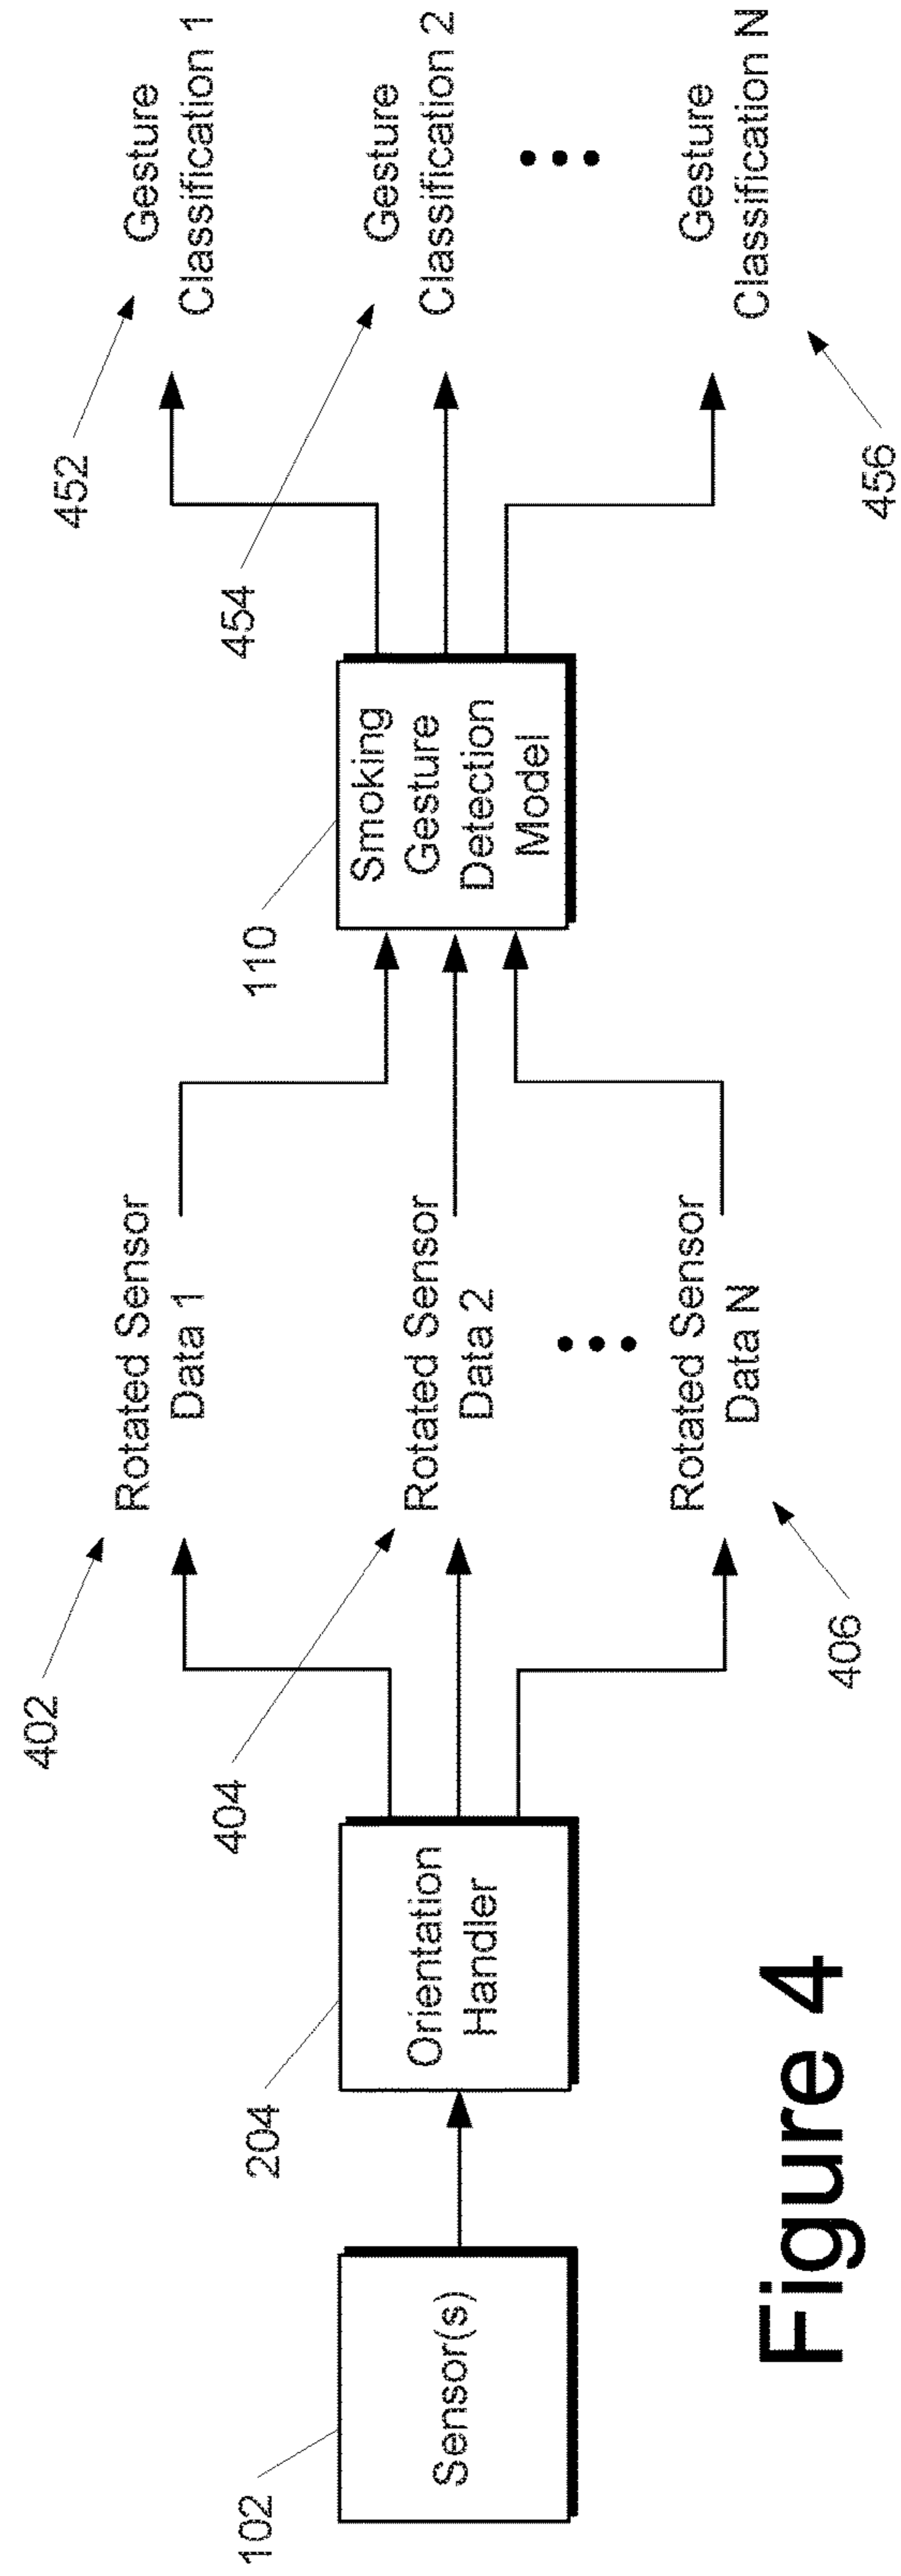 102
Sensor(s)
204
Orientation
Handler
402
Rotated Sensor
Data 1
404
Rotated Sensor
Data 2
Rotated Sensor
Data N
406
110
Smoking
Gesture
Detection
Model
452
Gesture
Classification 1
454
Gesture
Classification 2
Gesture
Classification N
456
Figure 4